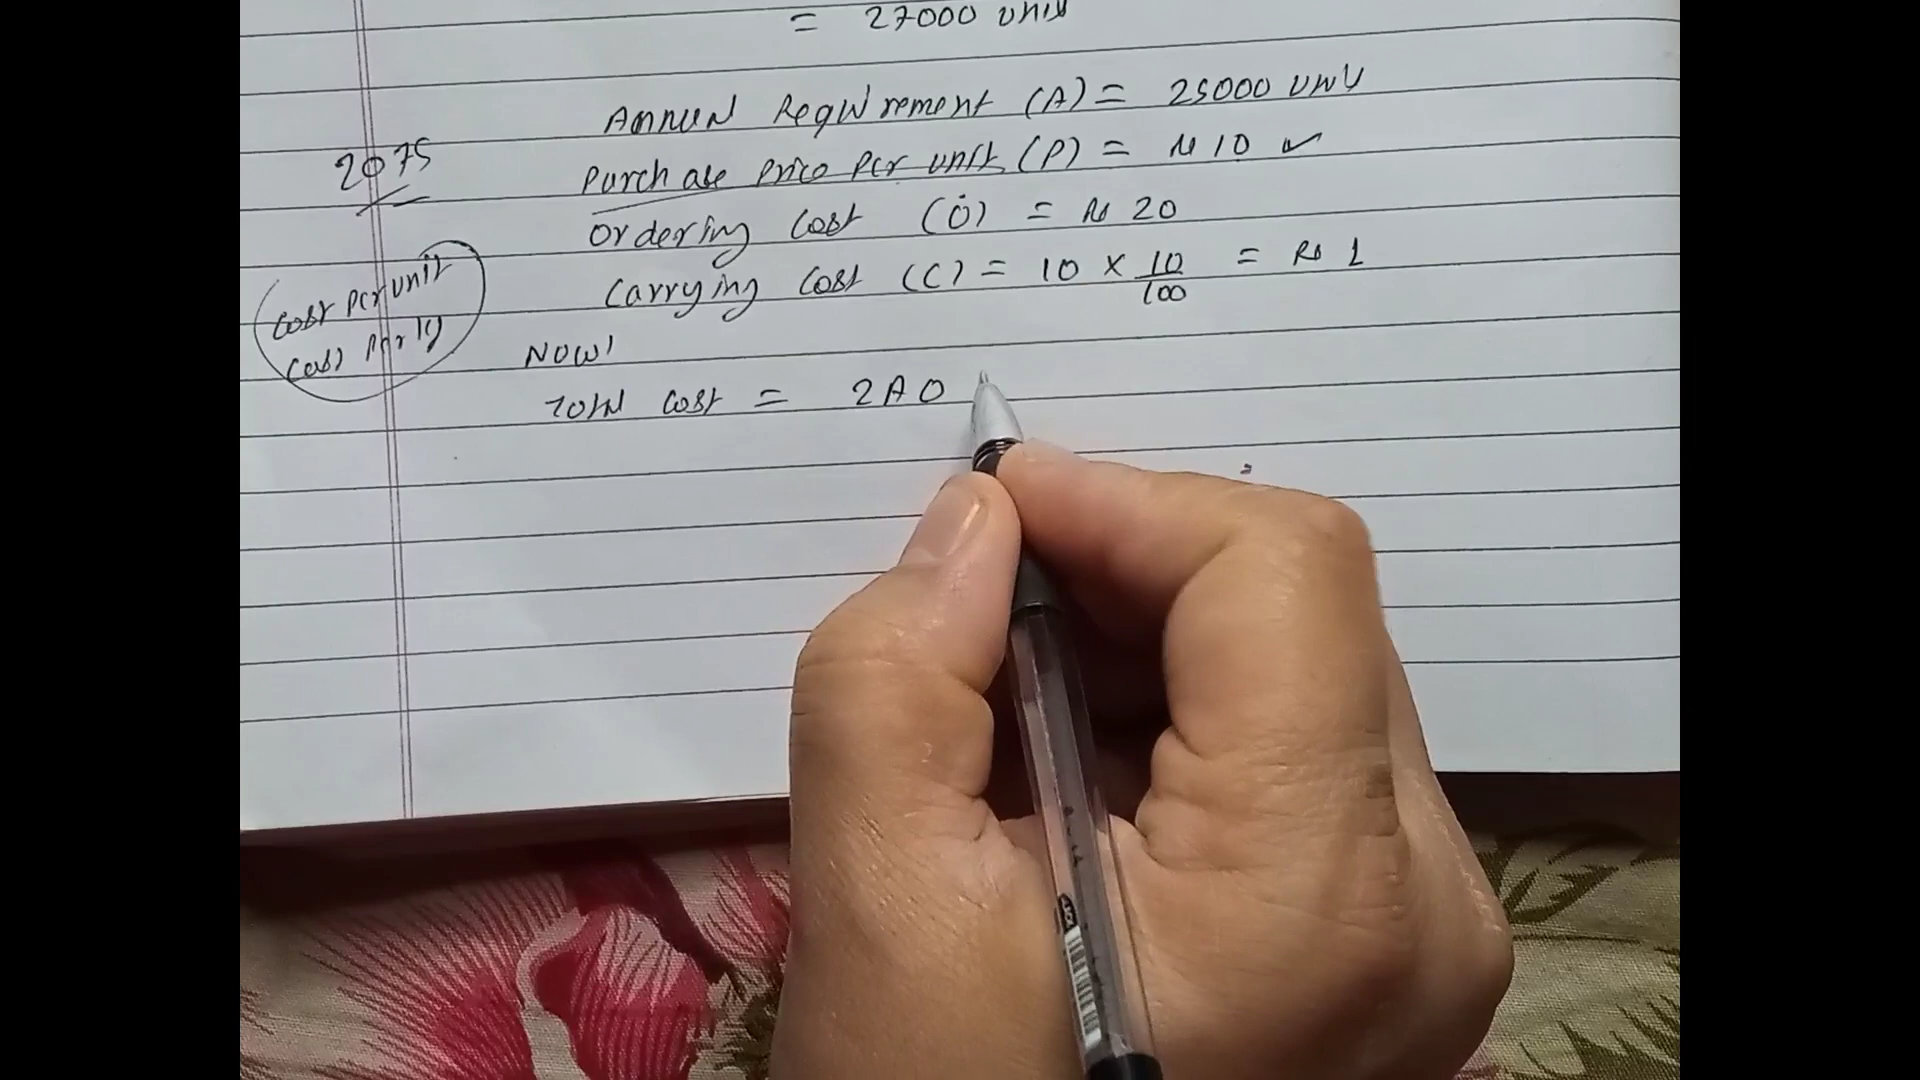 = 27000 units
Annual Requirement (A) = 25000 units
2075
Purchase Price Per unit (P) = Rs 10 ✓
Ordering Cost (O) = Rs 20
Carrying Cost (C) = 10 × 10/100 = Rs 1
Cost Per unit
Cost Per kg
Now,
Total Cost = 2AO